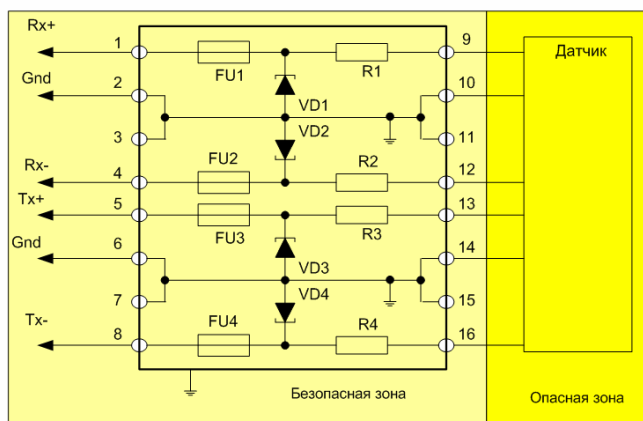 Rx+
1
FU1
R1
9
Датчик
Gnd
2
VD1
10
3
VD2
11
Rx-
4
FU2
R2
12
Tx+
5
FU3
R3
13
Gnd
6
VD3
14
7
VD4
15
Tx-
8
FU4
R4
16
Безопасная зона
Опасная зона